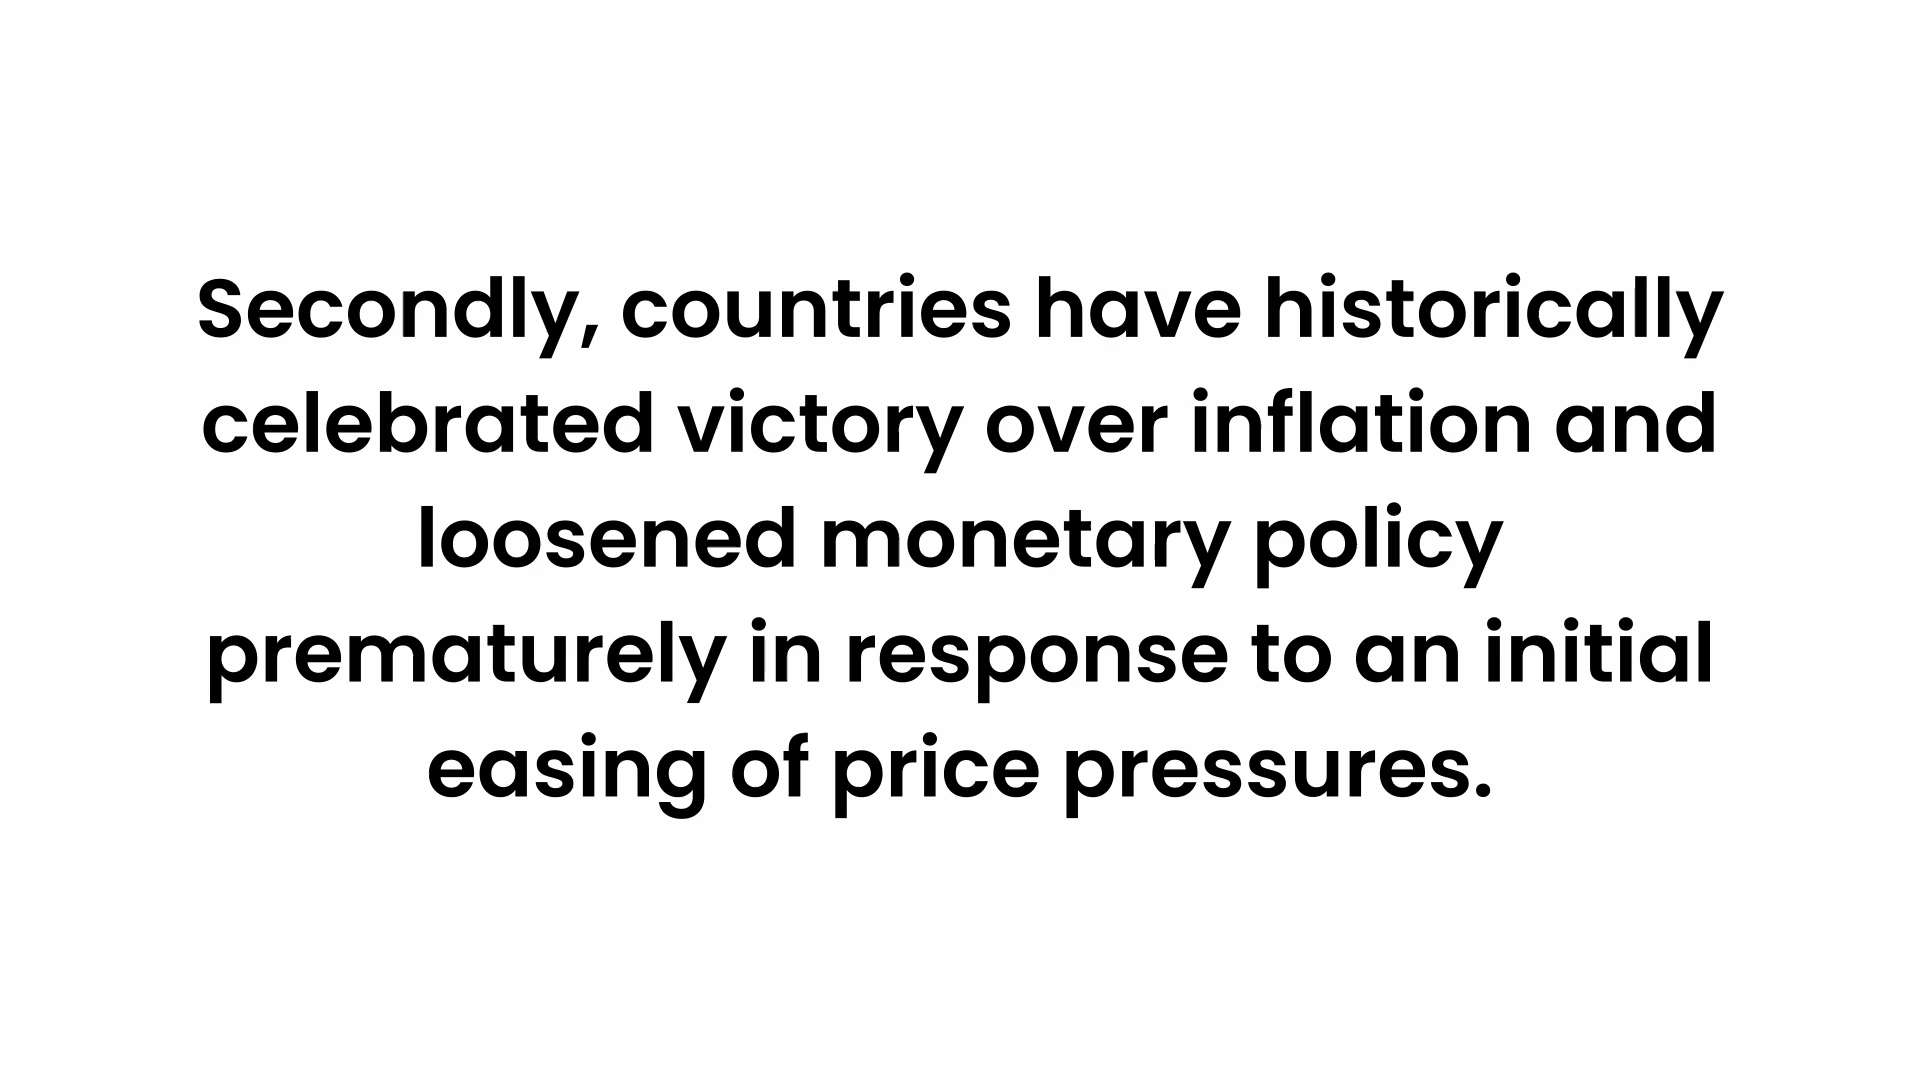 Secondly, countries have historically
celebrated victory over inflation and
loosened monetary policy
prematurely in response to an initial
easing of price pressures.